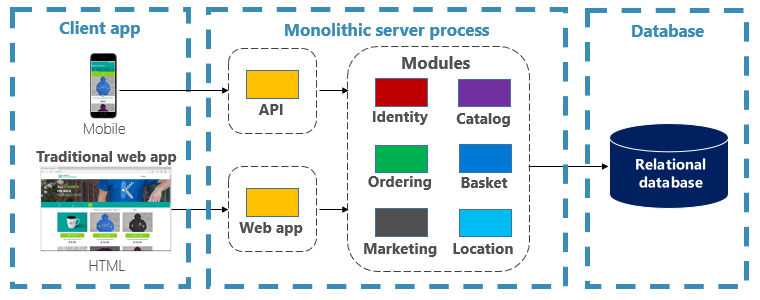 Client app
Mobile
Traditional web app
HTML
Monolithic server process
API
Web app
Modules
Identity
Catalog
Ordering
Basket
Marketing
Location
Database
Relational
database